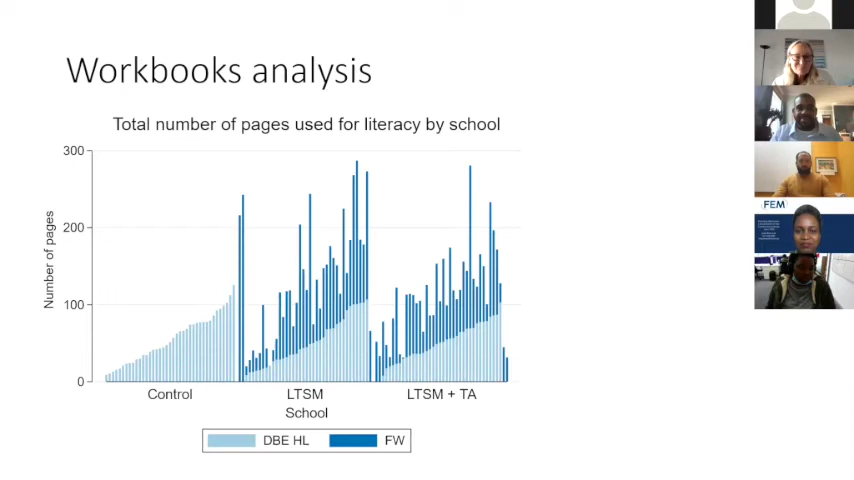 Workbooks analysis
Total number of pages used for literacy by school
Number of pages
300
200
100
0
Control
LTSM
LTSM + TA
School
DBE HL
FW
FEM